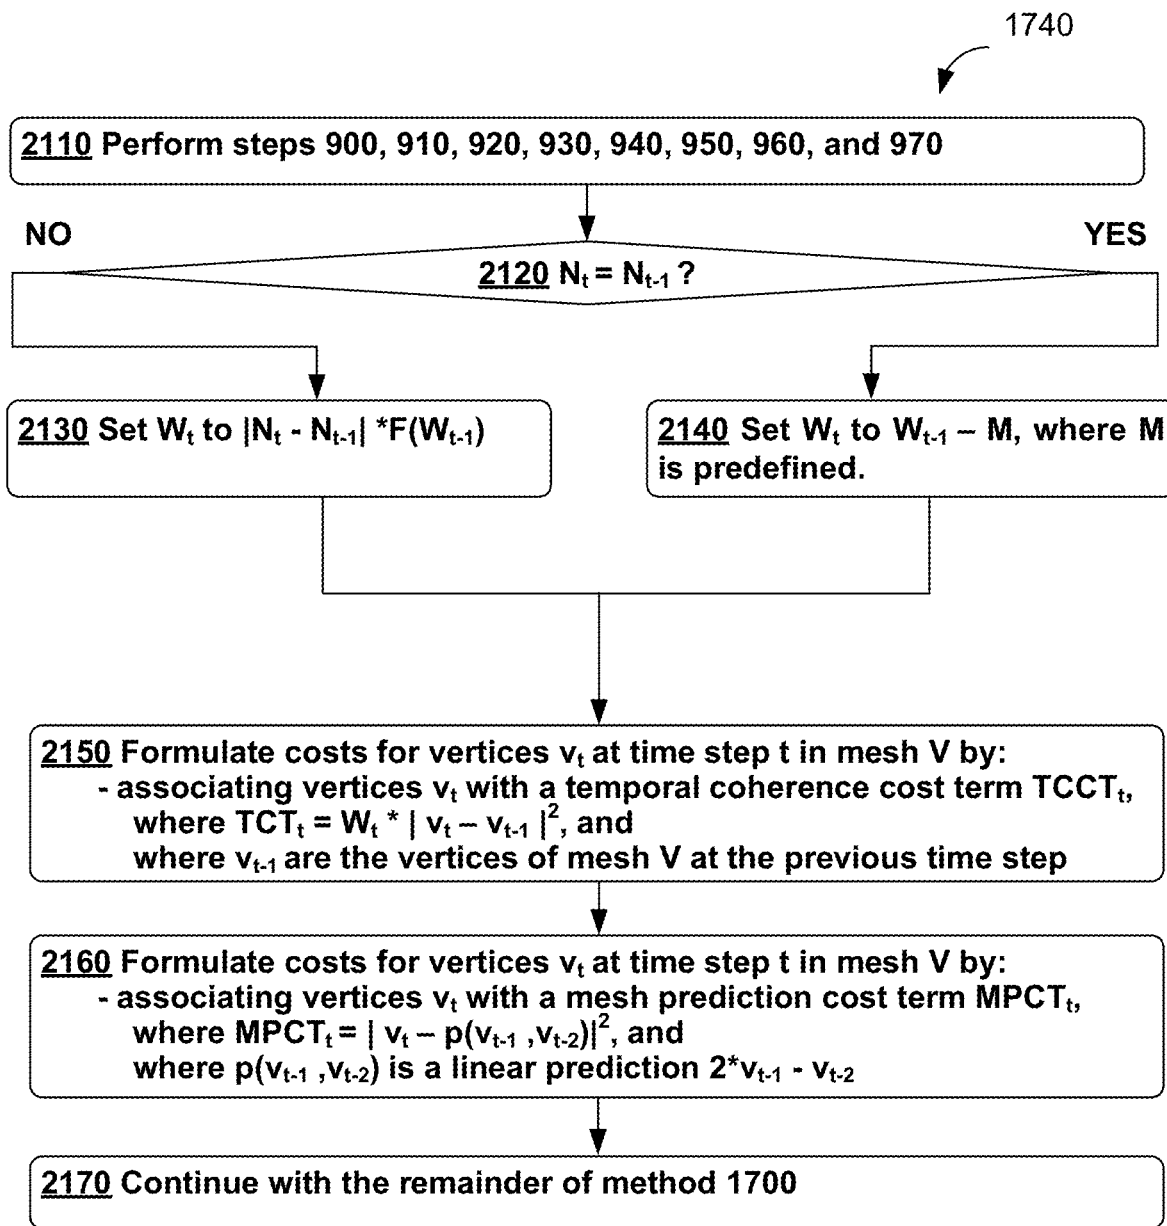 1740
2110 Perform steps 900, 910, 920, 930, 940, 950, 960, and 970
NO
YES
2120 Nₜ = Nₜ₋₁ ?
2130 Set Wₜ to |Nₜ - Nₜ₋₁| *F(Wₜ₋₁)
2140 Set Wₜ to Wₜ₋₁ – M, where M
is predefined.
2150 Formulate costs for vertices vₜ at time step t in mesh V by:
- associating vertices vₜ with a temporal coherence cost term TCCTₜ,
where TCTₜ = Wₜ * | vₜ – vₜ₋₁ |², and
where vₜ₋₁ are the vertices of mesh V at the previous time step
2160 Formulate costs for vertices vₜ at time step t in mesh V by:
- associating vertices vₜ with a mesh prediction cost term MPCTₜ,
where MPCTₜ = | vₜ – p(vₜ₋₁ ,vₜ₋₂)|², and
where p(vₜ₋₁ ,vₜ₋₂) is a linear prediction 2*vₜ₋₁ - vₜ₋₂
2170 Continue with the remainder of method 1700